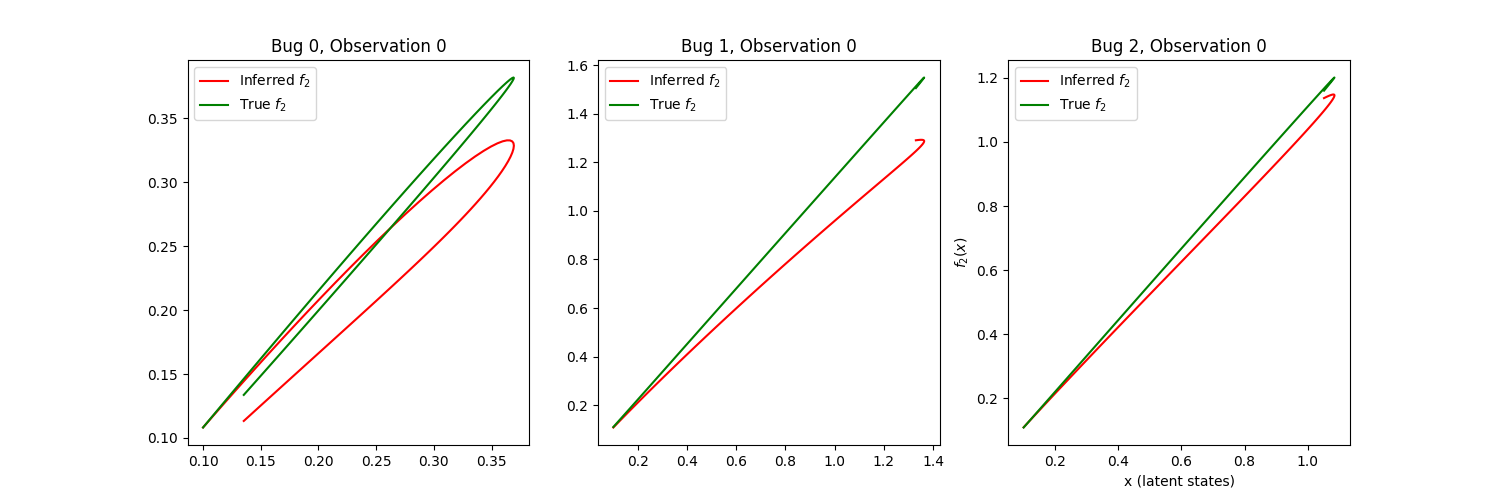 Bug 0, Observation 0
Inferred f₂
True f₂
0.35
0.30
0.25
0.20
0.15
0.10
0.10 0.15 0.20 0.25 0.30 0.35
Bug 1, Observation 0
Inferred f₂
True f₂
1.6
1.4
1.2
1.0
0.8
0.6
0.4
0.2
0.2 0.4 0.6 0.8 1.0 1.2 1.4
Bug 2, Observation 0
Inferred f₂
True f₂
f₂(x)
1.2
1.0
0.8
0.6
0.4
0.2
0.2 0.4 0.6 0.8 1.0
x (latent states)